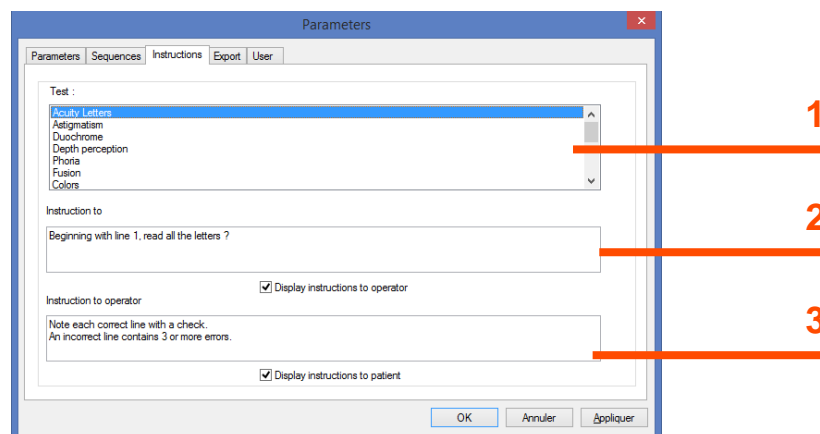 Parameters
Parameters Sequences Instructions Export User
Test :
Acuity Letters
Astigmatism
Duochrome
Depth perception
Phoria
Fusion
Colors
1
Instruction to
2
Beginning with line 1, read all the letters ?
Display instructions to operator
Instruction to operator
3
Note each correct line with a check.
An incorrect line contains 3 or more errors.
Display instructions to patient
OK Annuler Appliquer